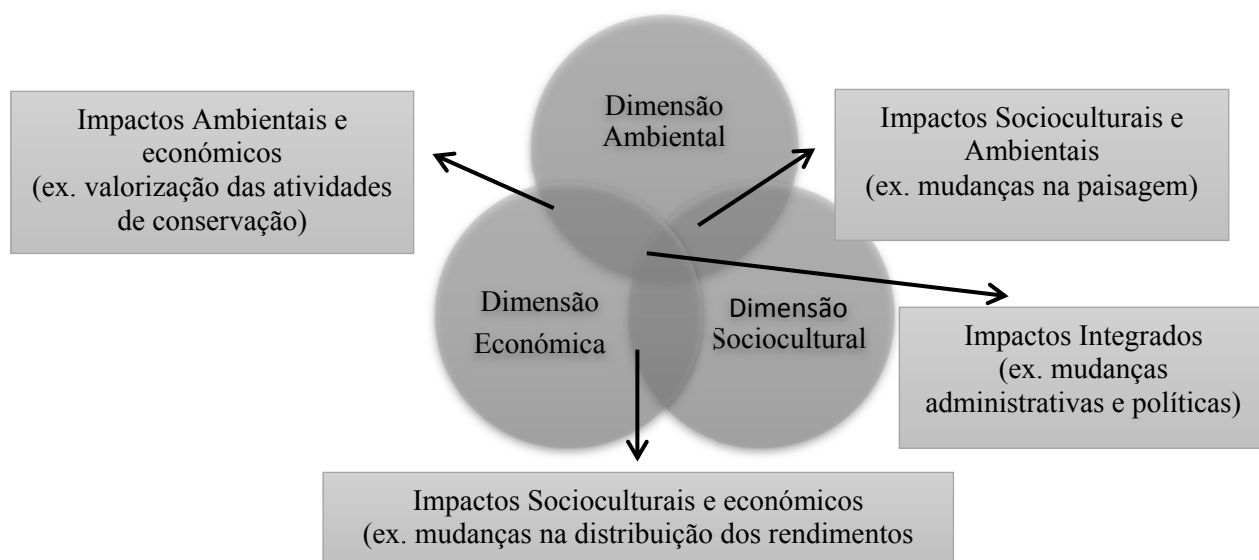 Dimensão
Ambiental
Impactos Ambientais e
económicos
(ex. valorização das atividades
de conservação)
Impactos Socioculturais e
Ambientais
(ex. mudanças na paisagem)
Dimensão
Económica
Dimensão
Sociocultural
Impactos Integrados
(ex. mudanças
administrativas e políticas)
Impactos Socioculturais e económicos
(ex. mudanças na distribuição dos rendimentos